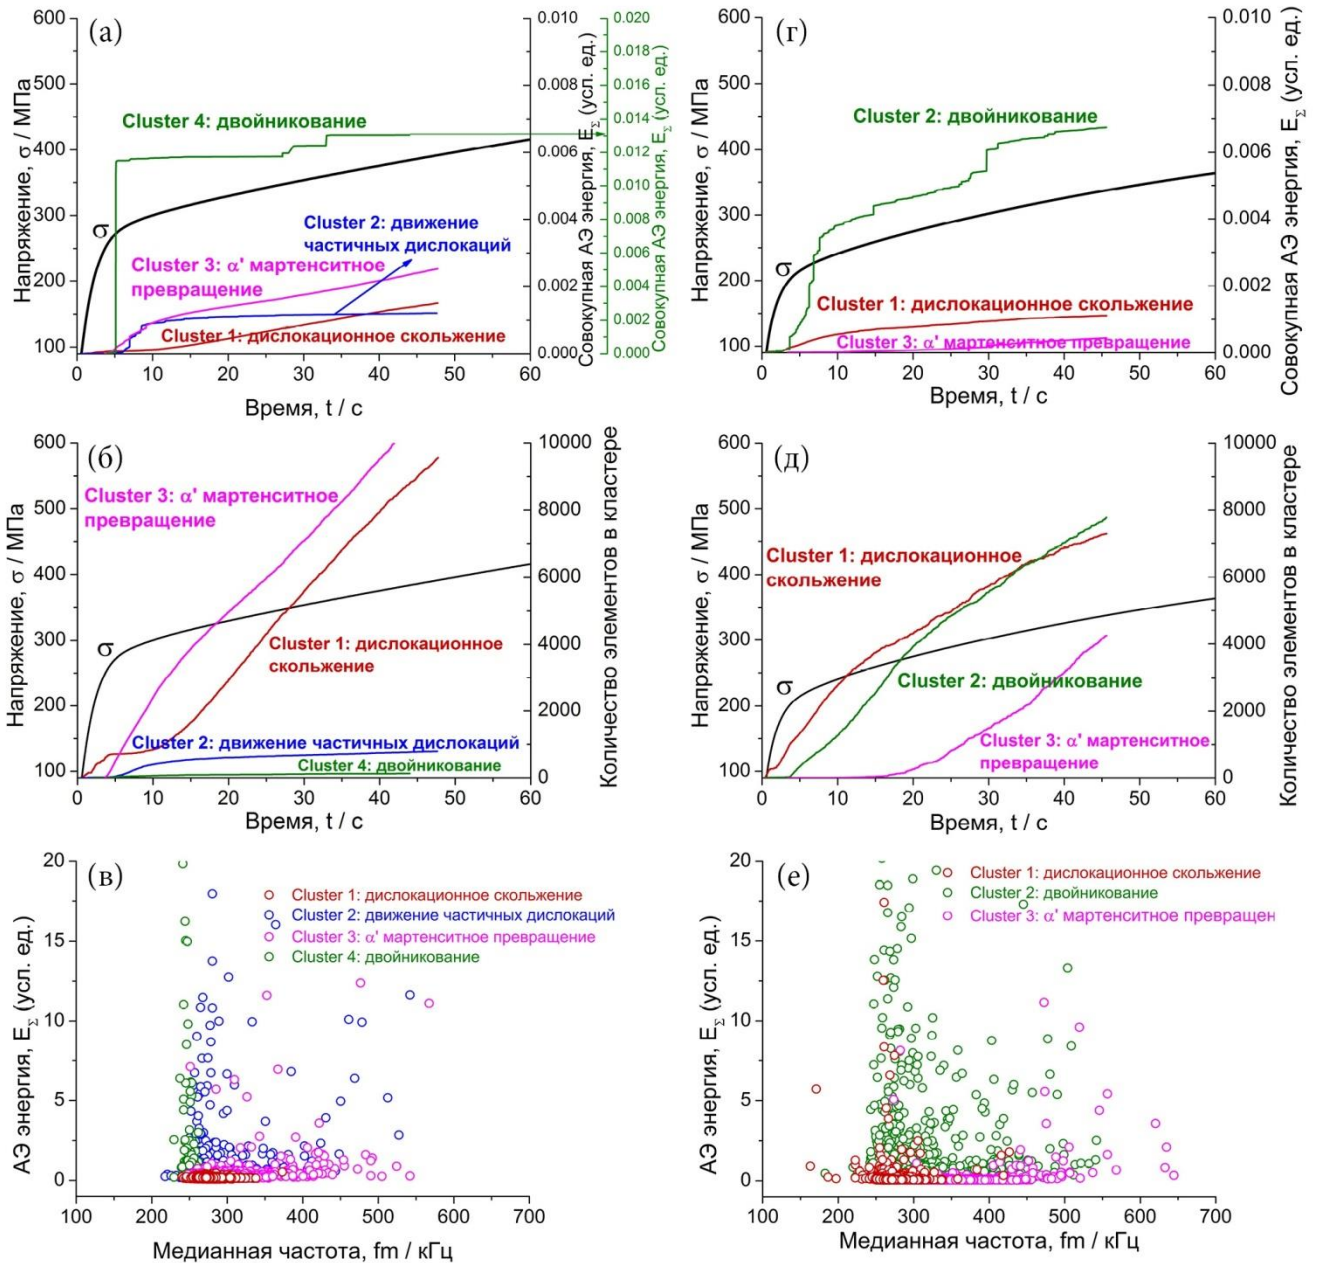 (а)
600
500
400
300
200
100
Напряжение, σ / МПа
0.010
0.008
0.006
0.004
0.002
0.000
Совокупная АЭ энергия, E_Σ (усл. ед.)
0.020
0.018
0.016
0.014
0.012
0.010
0.008
0.006
0.004
0.002
0.000
Совокупная АЭ энергия, E_Σ (усл. ед.)
Cluster 4: двойникование
σ
Cluster 2: движение
частичных дислокаций
Cluster 3: α' мартенситное
превращение
Cluster 1: дислокационное скольжение
0 10 20 30 40 50 60
Время, t / с
(г)
600
500
400
300
200
100
Напряжение, σ / МПа
0.010
0.008
0.006
0.004
0.002
0.000
Совокупная АЭ энергия, E_Σ (усл. ед.)
Cluster 2: двойникование
σ
Cluster 1: дислокационное скольжение
Cluster 3: α' мартенситное превращение
0 10 20 30 40 50 60
Время, t / с
(б)
600
500
400
300
200
100
Напряжение, σ / МПа
10000
8000
6000
4000
2000
0
Количество элементов в кластере
Cluster 3: α' мартенситное
превращение
σ
Cluster 1: дислокационное
скольжение
Cluster 2: движение частичных дислокаций
Cluster 4: двойникование
0 10 20 30 40 50 60
Время, t / с
(д)
600
500
400
300
200
100
Напряжение, σ / МПа
10000
8000
6000
4000
2000
0
Количество элементов в кластере
Cluster 1: дислокационное
скольжение
σ
Cluster 2: двойникование
Cluster 3: α' мартенситное
превращение
0 10 20 30 40 50 60
Время, t / с
(в)
20
15
10
5
0
АЭ энергия, E_Σ (усл. ед.)
Cluster 1: дислокационное скольжение
Cluster 2: движение частичных дислокаций
Cluster 3: α' мартенситное превращение
Cluster 4: двойникование
100 200 300 400 500 600 700
Медианная частота, fm / кГц
(е)
20
15
10
5
0
АЭ энергия, E_Σ (усл. ед.)
Cluster 1: дислокационное скольжение
Cluster 2: двойникование
Cluster 3: α' мартенситное превращен
100 200 300 400 500 600 700
Медианная частота, fm / кГц